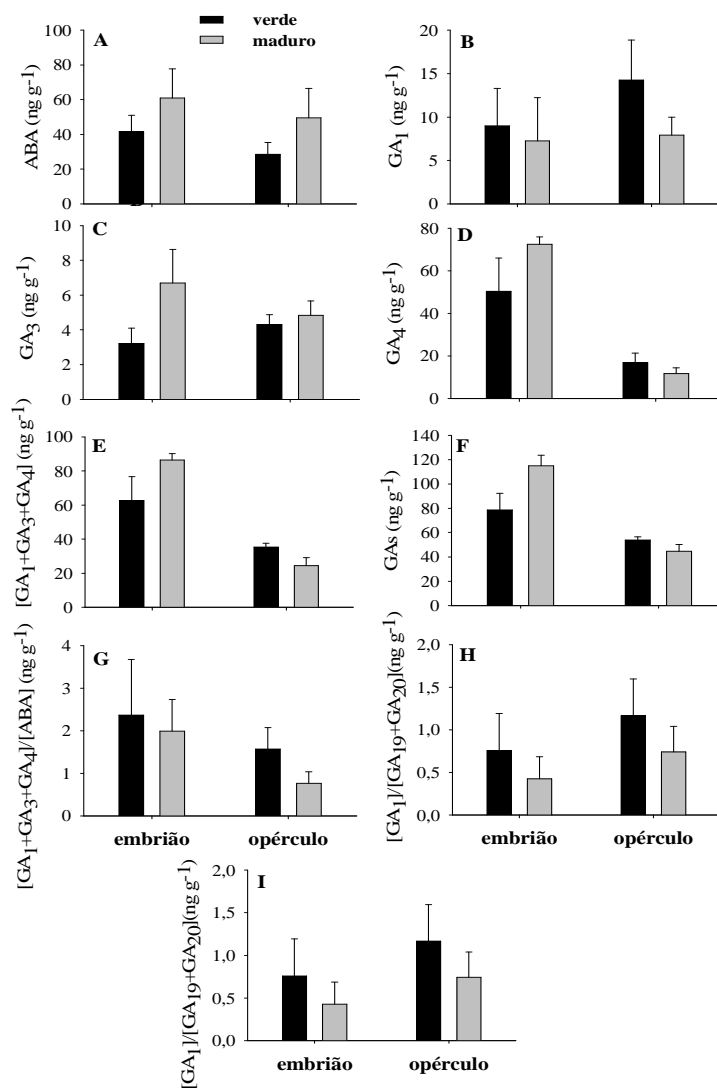 verde
maduro
A
ABA (ng g-1)
100
80
60
40
20
0
B
GA1 (ng g-1)
20
15
10
5
0
C
GA3 (ng g-1)
6
8
6
4
2
0
D
GA4 (ng g-1)
80
60
40
20
0
E
[GA1+GA3+GA4] (ng g-1)
100
80
60
40
20
0
F
GAs (ng g-1)
140
120
100
80
60
40
20
0
G
[GA1+GA3+GA4]/[ABA] (ng g-1)
4
3
2
1
0
embrião opérculo
H
[GA1]/[GA19+GA20](ng g-1)
2,0
1,5
1,0
0,5
0,0
embrião opérculo
I
[GA1]/[GA19+GA20](ng g-1)
2,0
1,5
1,0
0,5
0,0
embrião opérculo